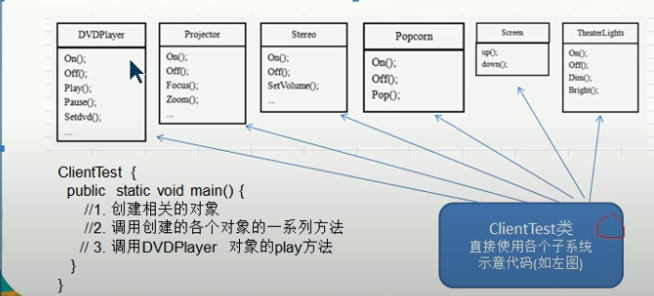 DVDPlayer
On();
Off();
Play();
Pause();
Setdvd();
...
Projector
On();
Off();
Focus();
Zoom();
...
Stereo
On();
Off();
SetVolume();
...
Popcorn
On();
Off();
Pop();
Screen
up();
down();
TheaterLights
On();
Off();
Dim();
Bright();
ClientTest {
public static void main() {
//1. 创建相关的对象
//2. 调用创建的各个对象的一系列方法
// 3. 调用DVDPlayer 对象的play方法
}
}
ClientTest类
直接使用各个子系统
示意代码(如左图)